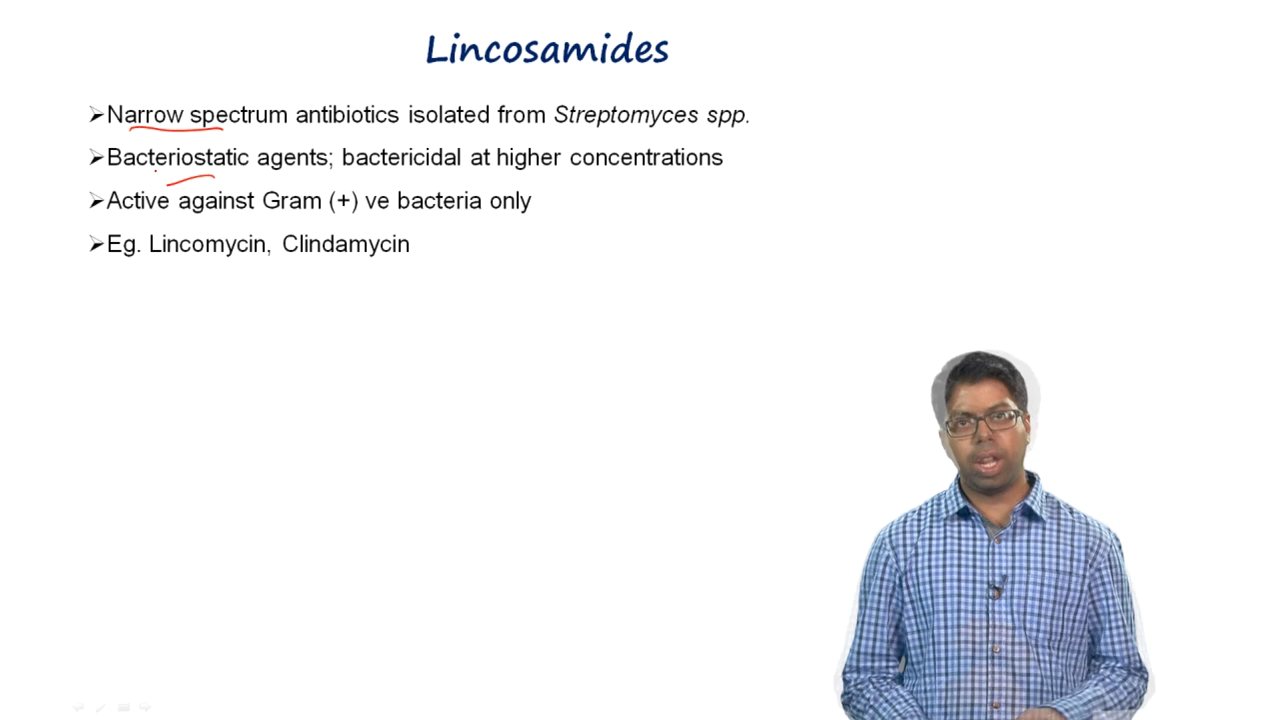 Lincosamides
➢Narrow spectrum antibiotics isolated from Streptomyces spp.
➢Bacteriostatic agents; bactericidal at higher concentrations
➢Active against Gram (+) ve bacteria only
➢Eg. Lincomycin, Clindamycin